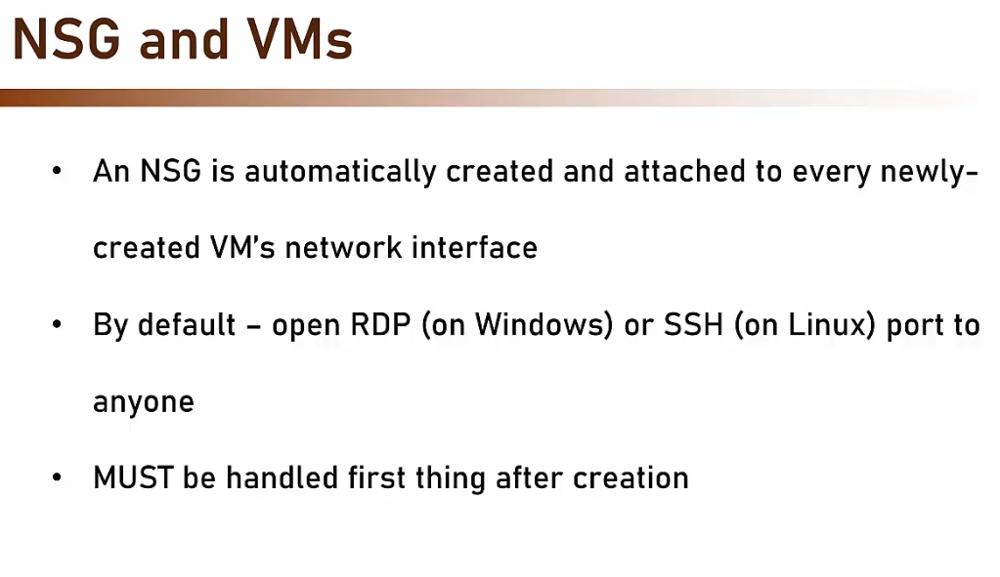 NSG and VMs
• An NSG is automatically created and attached to every newly-
created VM's network interface
• By default – open RDP (on Windows) or SSH (on Linux) port to
anyone
• MUST be handled first thing after creation